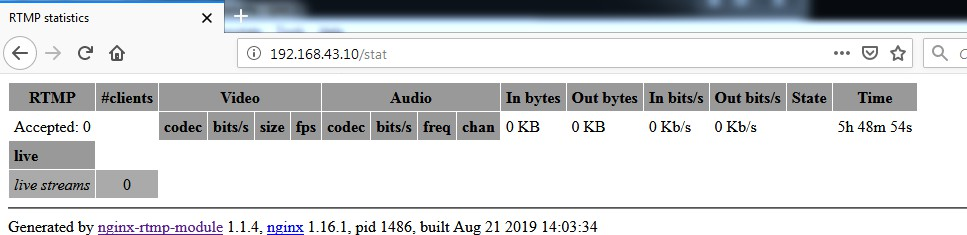 RTMP statistics
192.168.43.10/stat
RTMP #clients Video Audio In bytes Out bytes In bits/s Out bits/s State Time
Accepted: 0 codec bits/s size fps codec bits/s freq chan 0 KB 0 KB 0 Kb/s 0 Kb/s 5h 48m 54s
live
live streams 0
Generated by nginx-rtmp-module 1.1.4, nginx 1.16.1, pid 1486, built Aug 21 2019 14:03:34